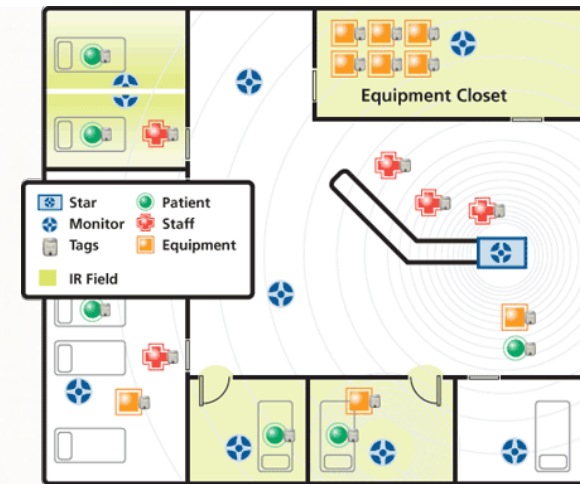 Equipment Closet
Star
Patient
Monitor
Staff
Tags
Equipment
IR Field